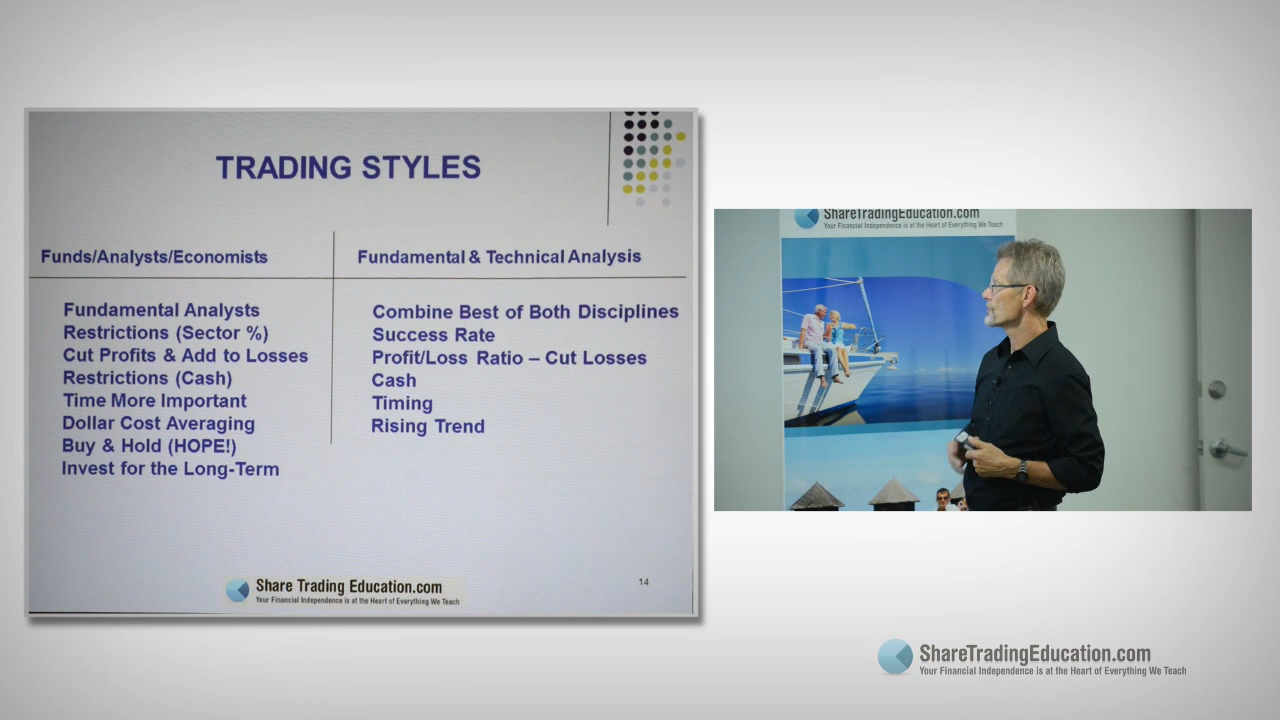 TRADING STYLES
Funds/Analysts/Economists
Fundamental Analysts
Restrictions (Sector %)
Cut Profits & Add to Losses
Restrictions (Cash)
Time More Important
Dollar Cost Averaging
Buy & Hold (HOPE!)
Invest for the Long-Term
Fundamental & Technical Analysis
Combine Best of Both Disciplines
Success Rate
Profit/Loss Ratio – Cut Losses
Cash
Timing
Rising Trend
Share Trading Education.com
Your Financial Independence is at the Heart of Everything We Teach
14
ShareTradingEducation.com
Your Financial Independence is at the Heart of Everything We Teach
ShareTradingEducation.com
Your Financial Independence is at the Heart of Everything We Teach